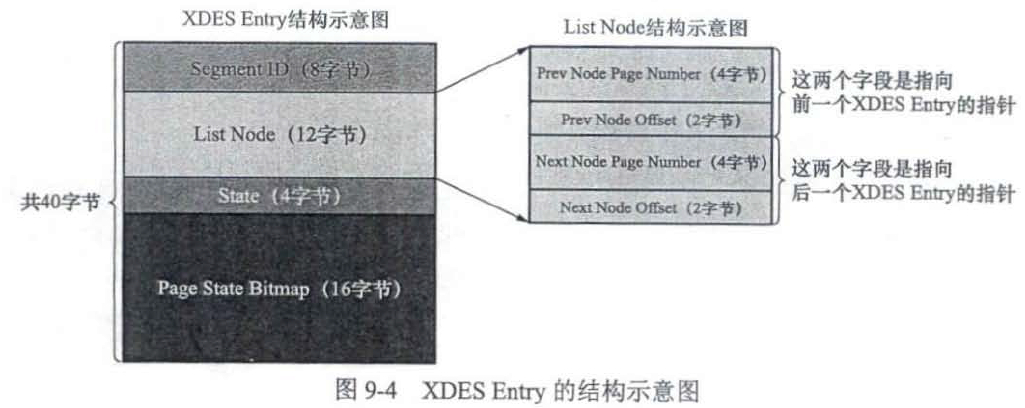 XDES Entry结构示意图
Segment ID（8字节）
List Node（12字节）
State（4字节）
Page State Bitmap（16字节）
共40字节
List Node结构示意图
Prev Node Page Number（4字节）
Prev Node Offset（2字节）
Next Node Page Number（4字节）
Next Node Offset（2字节）
这两个字段是指向
前一个XDES Entry的指针
这两个字段是指向
后一个XDES Entry的指针
图 9-4 XDES Entry 的结构示意图